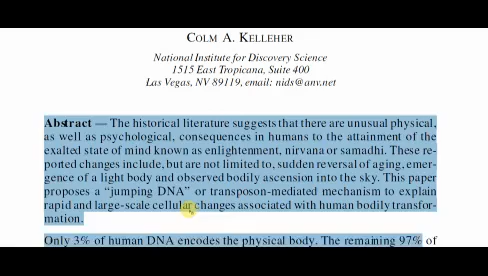 COLM A. KELLEHER
National Institute for Discovery Science
1515 East Tropicana, Suite 400
Las Vegas, NV 89119, email: nids@anv.net
Abstract — The historical literature suggests that there are unusual physical,
as well as psychological, consequences in humans to the attainment of the
exalted state of mind known as enlightenment, nirvana or samadhi. These re-
ported changes include, but are not limited to, sudden reversal of aging, emer-
gence of a light body and observed bodily ascension into the sky. This paper
proposes a “jumping DNA” or transposon-mediated mechanism to explain
rapid and large-scale cellular changes associated with human bodily transfor-
mation.
Only 3% of human DNA encodes the physical body. The remaining 97% of